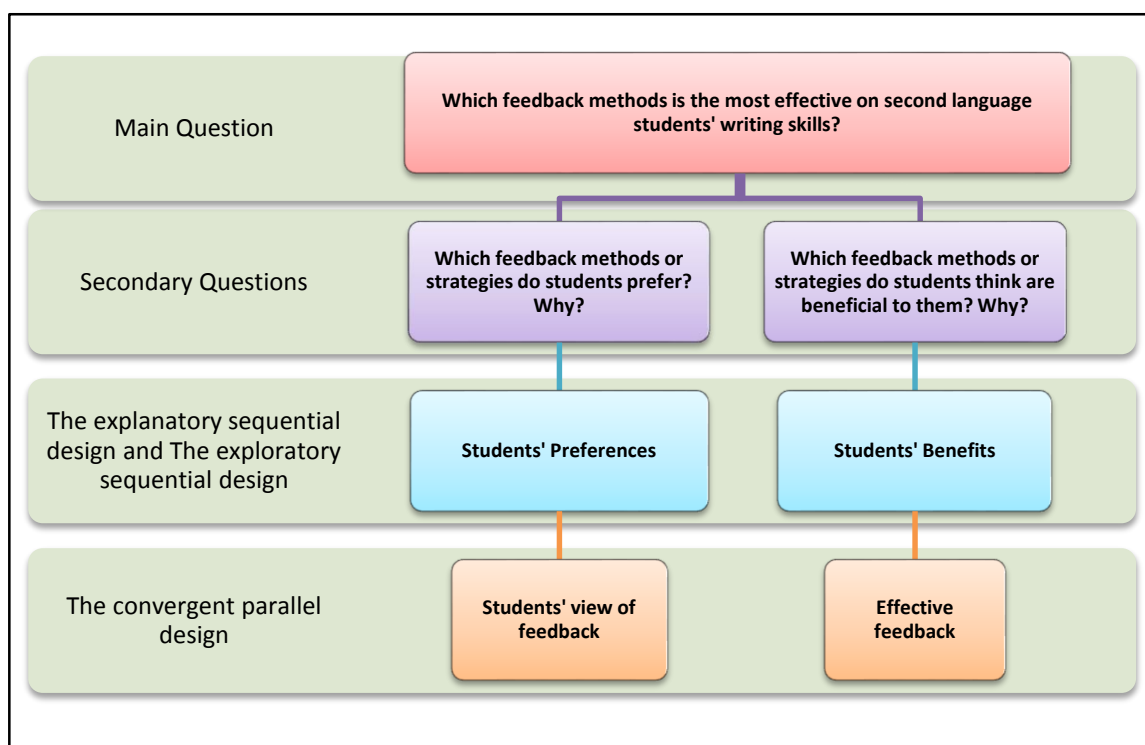 Main Question
Which feedback methods is the most effective on second language
students' writing skills?
Secondary Questions
Which feedback methods or
strategies do students prefer?
Why?
Which feedback methods or
strategies do students think are
beneficial to them? Why?
The explanatory sequential
design and The exploratory
sequential design
Students' Preferences
Students' Benefits
The convergent parallel
design
Students' view of
feedback
Effective
feedback